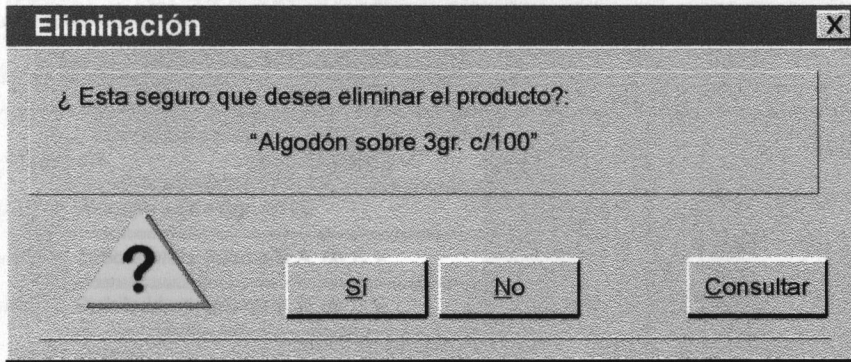 Eliminación
X
¿ Esta seguro que desea eliminar el producto?:
“Algodón sobre 3gr. c/100”
?
Sí
No
Consultar